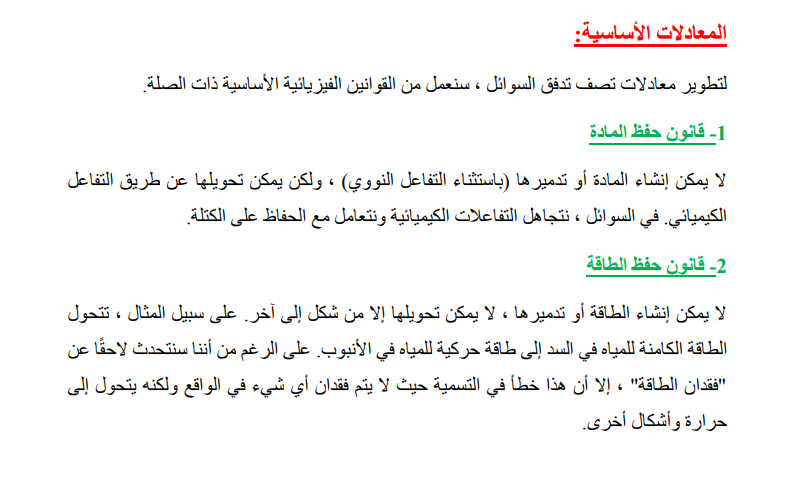 المعادلات الأساسية:
لتطوير معادلات تصف تدفق السوائل ، سنعمل من القوانين الفيزيائية الأساسية ذات الصلة.
1- قانون حفظ المادة
لا يمكن إنشاء المادة أو تدميرها (باستثناء التفاعل النووي) ، ولكن يمكن تحويلها عن طريق التفاعل
الكيميائي. في السوائل ، نتجاهل التفاعلات الكيميائية ونتعامل مع الحفاظ على الكتلة.
2- قانون حفظ الطاقة
لا يمكن إنشاء الطاقة أو تدميرها ، لا يمكن تحويلها إلا من شكل إلى آخر. على سبيل المثال ، تتحول
الطاقة الكامنة للمياه في السد إلى طاقة حركية للمياه في الأنبوب. على الرغم من أننا سنتحدث لاحقًا عن
"فقدان الطاقة" ، إلا أن هذا خطأ في التسمية حيث لا يتم فقدان أي شيء في الواقع ولكنه يتحول إلى
حرارة وأشكال أخرى.